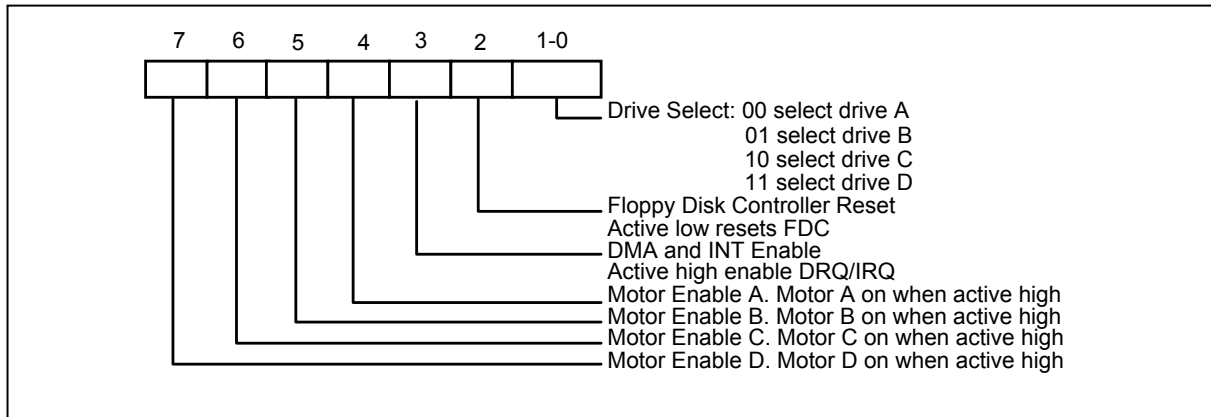 7 6 5 4 3 2 1-0
Drive Select: 00 select drive A
01 select drive B
10 select drive C
11 select drive D
Floppy Disk Controller Reset
Active low resets FDC
DMA and INT Enable
Active high enable DRQ/IRQ
Motor Enable A. Motor A on when active high
Motor Enable B. Motor B on when active high
Motor Enable C. Motor C on when active high
Motor Enable D. Motor D on when active high